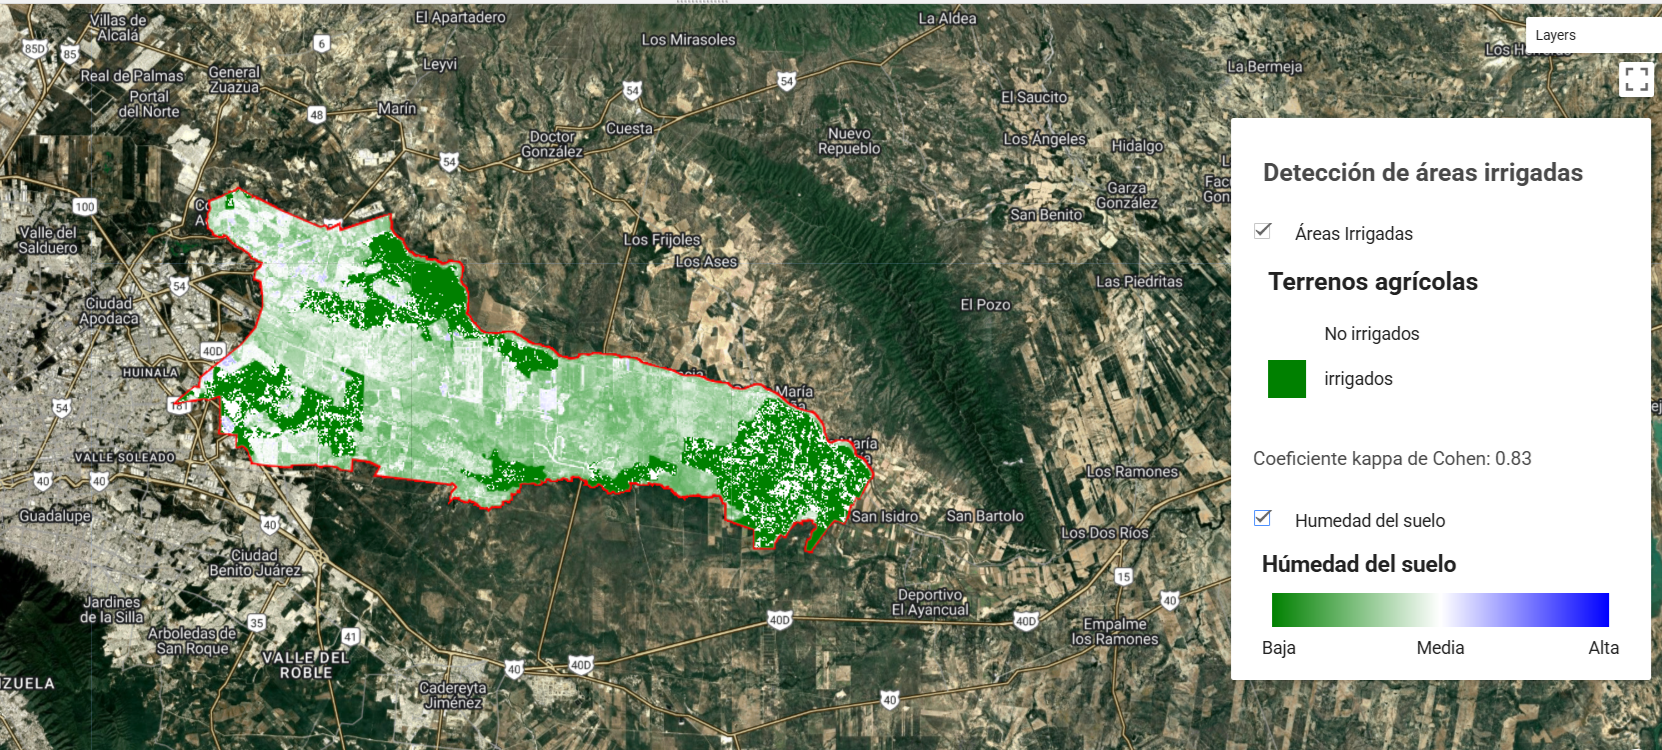 Villas de
Alcalá
El Apartadero
La Aldea
Layers
6
85D
85
Los Mirasoles
Leyvi
La Bermeja
Real de Palmas
General
Zuazua
54
54
Portal
del Norte
48
Marín
El Saucito
Cuesta
Doctor
González
Nuevo
Repueblo
Los Ángeles
Hidalgo
54
Detección de áreas irrigadas
100
Garza
González
San Benito
Valle del
Salduero
Áreas Irrigadas
Los Frijoles
Los Ases
Terrenos agrícolas
54
Las Piedritas
Ciudad
Apodaca
El Pozo
No irrigados
40D
HUINALA
irrigados
María
54
181
María
VALLE SOLEADO
Coeficiente kappa de Cohen: 0.83
40
40
Los Ramones
Guadalupe
40
San Isidro
San Bartolo
Humedad del suelo
Los Dos Ríos
Ciudad
Benito Juárez
Húmedad del suelo
15
Jardines
de la Silla
Deportivo
El Ayancual
40
35
40D
40D
Arboledas de
San Roque
41
Empalme
los Ramones
VALLE DEL
ROBLE
Baja
Media
Alta
40
40D
ZUELA
Cadereyta
Jiménez
40